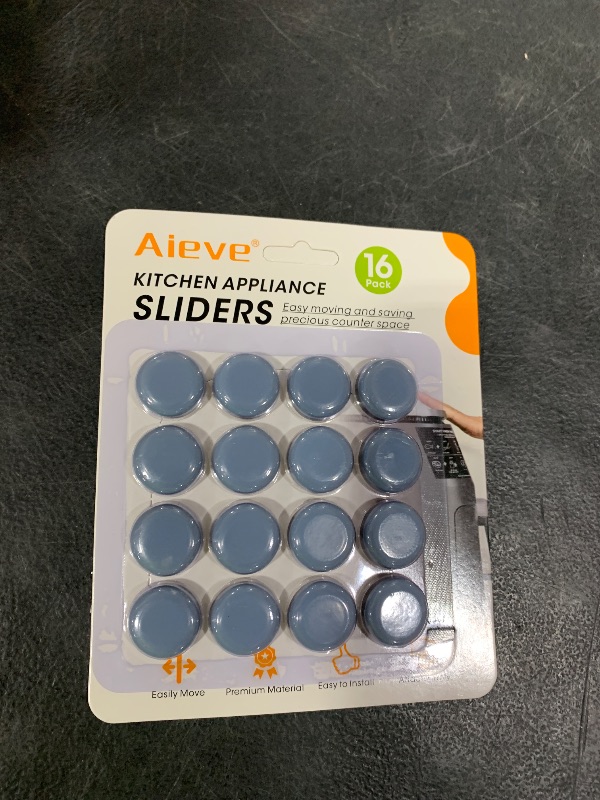 Aieve®
16
Pack
KITCHEN APPLIANCE
SLIDERS
Easy moving and saving
precious counter space
Easily Move
Premium Material
Easy to Install